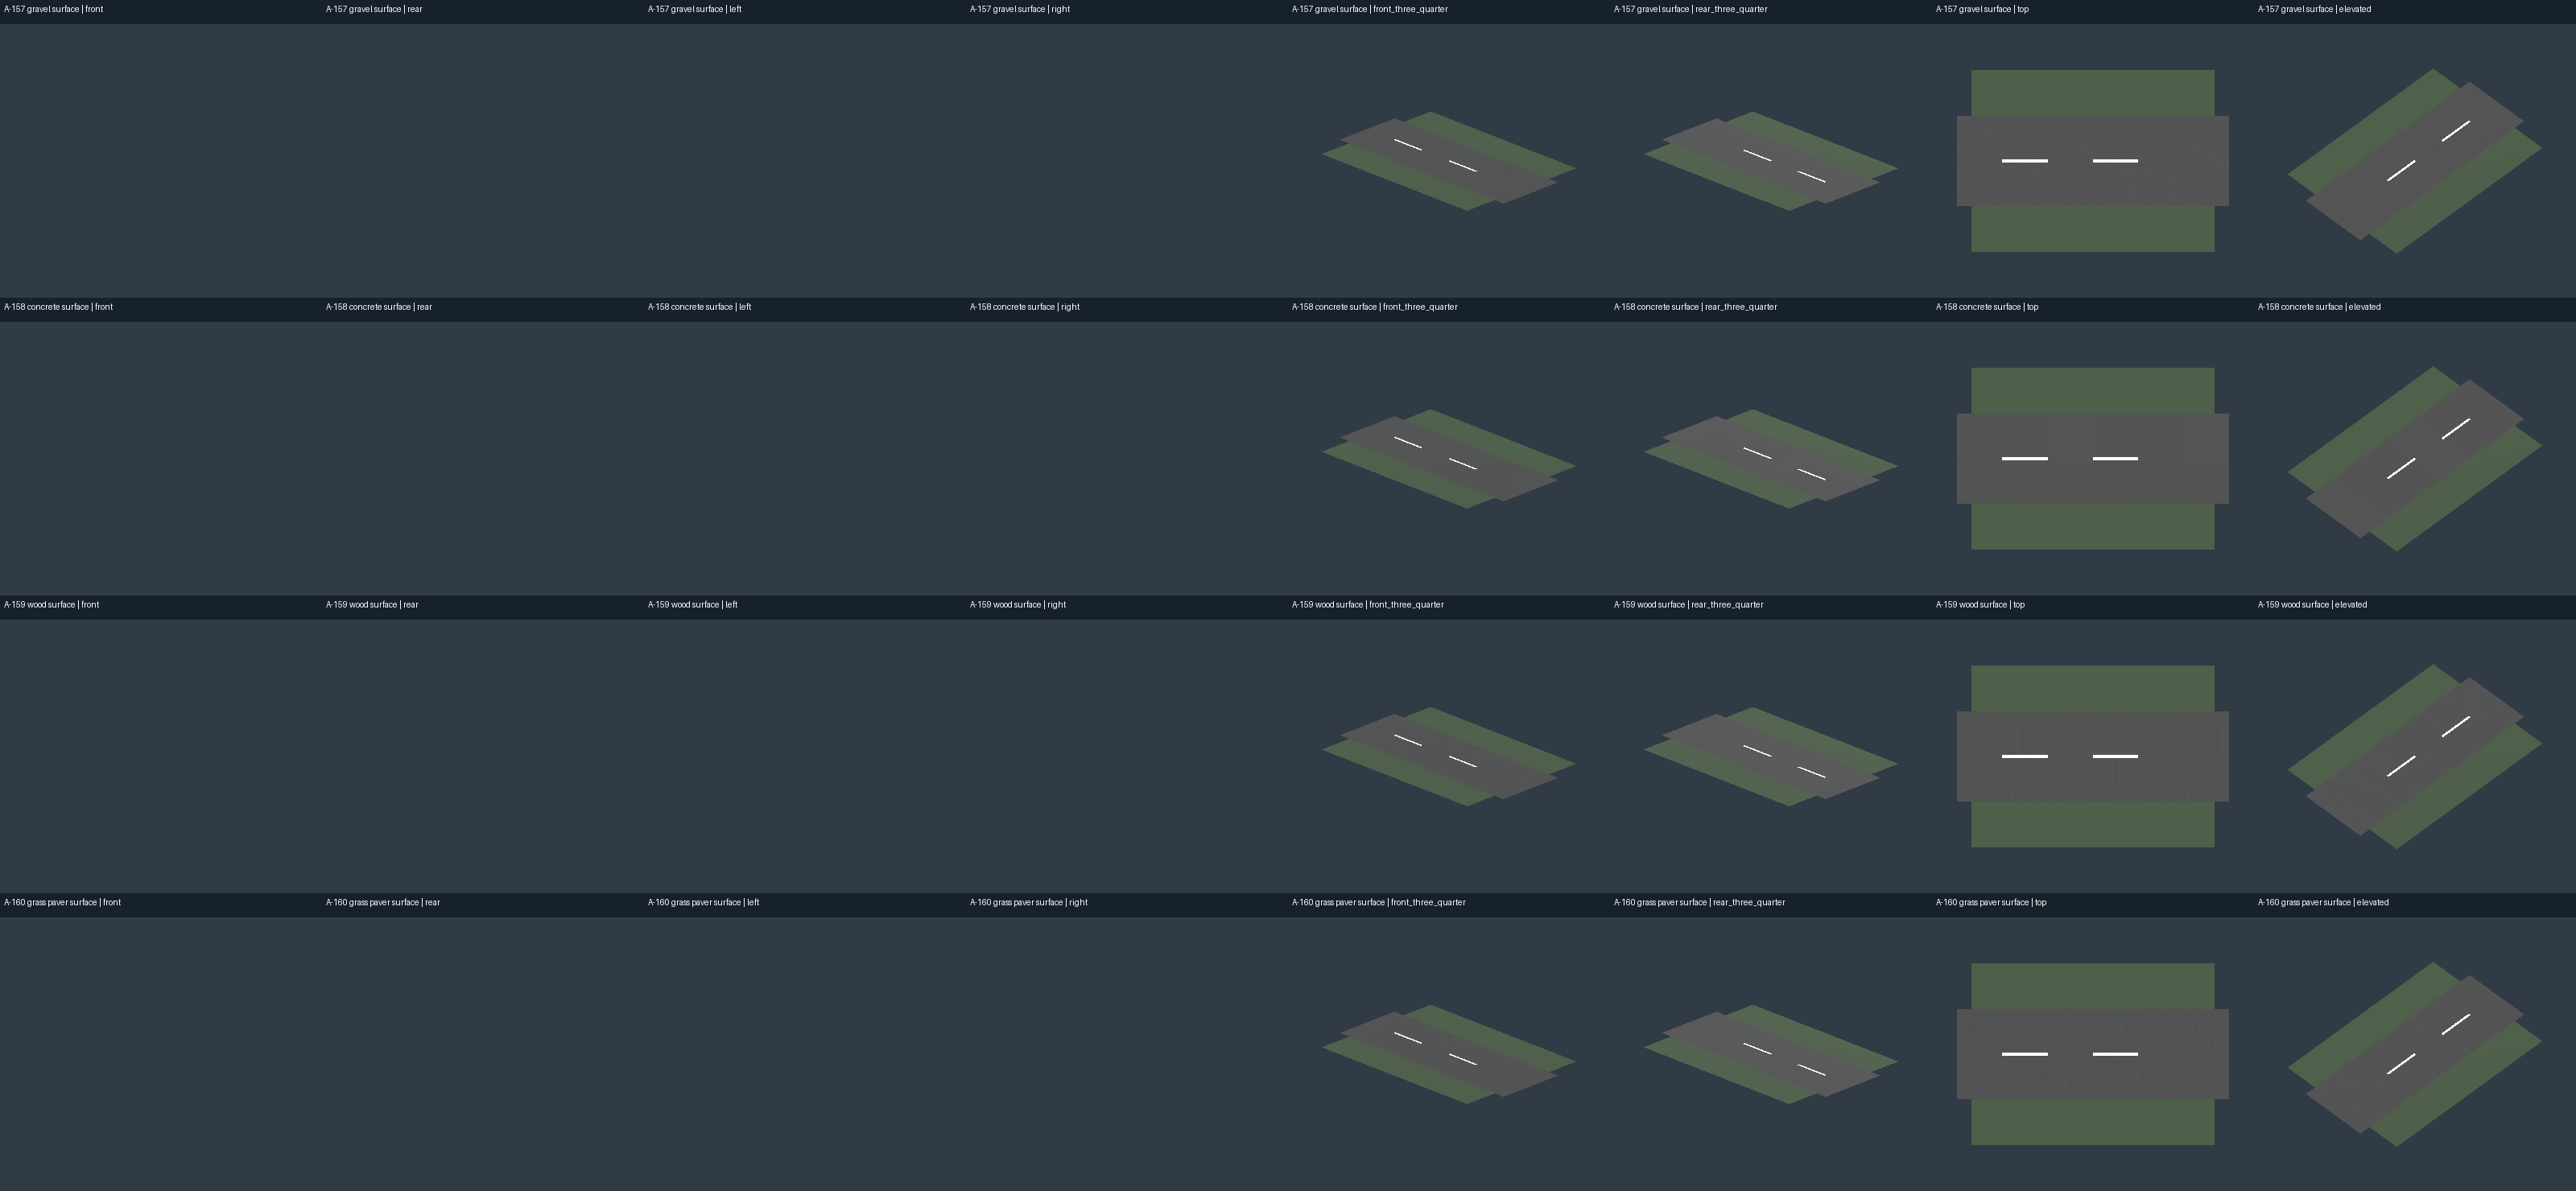 A-157 gravel surface | front
A-157 gravel surface | rear
A-157 gravel surface | left
A-157 gravel surface | right
A-157 gravel surface | front_three_quarter
A-157 gravel surface | rear_three_quarter
A-157 gravel surface | top
A-157 gravel surface | elevated
A-158 concrete surface | front
A-158 concrete surface | rear
A-158 concrete surface | left
A-158 concrete surface | right
A-158 concrete surface | front_three_quarter
A-158 concrete surface | rear_three_quarter
A-158 concrete surface | top
A-158 concrete surface | elevated
A-159 wood surface | front
A-159 wood surface | rear
A-159 wood surface | left
A-159 wood surface | right
A-159 wood surface | front_three_quarter
A-159 wood surface | rear_three_quarter
A-159 wood surface | top
A-159 wood surface | elevated
A-160 grass paver surface | front
A-160 grass paver surface | rear
A-160 grass paver surface | left
A-160 grass paver surface | right
A-160 grass paver surface | front_three_quarter
A-160 grass paver surface | rear_three_quarter
A-160 grass paver surface | top
A-160 grass paver surface | elevated